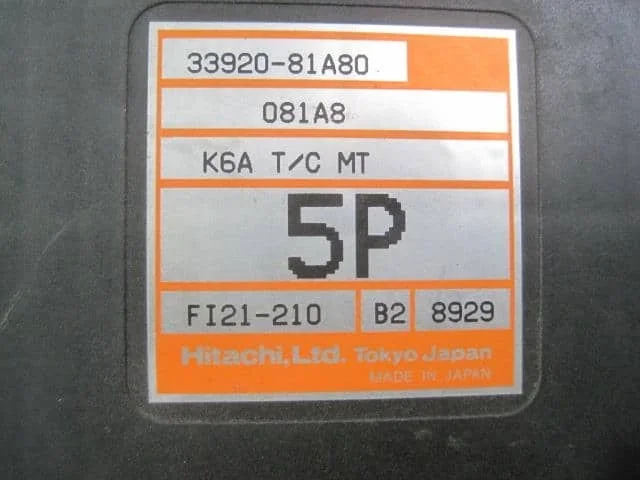 33920-81A80
081A8
K6A T/C MT
5P
FI21-210 B2 8929
Hitachi, Ltd. Tokyo Japan
MADE IN JAPAN